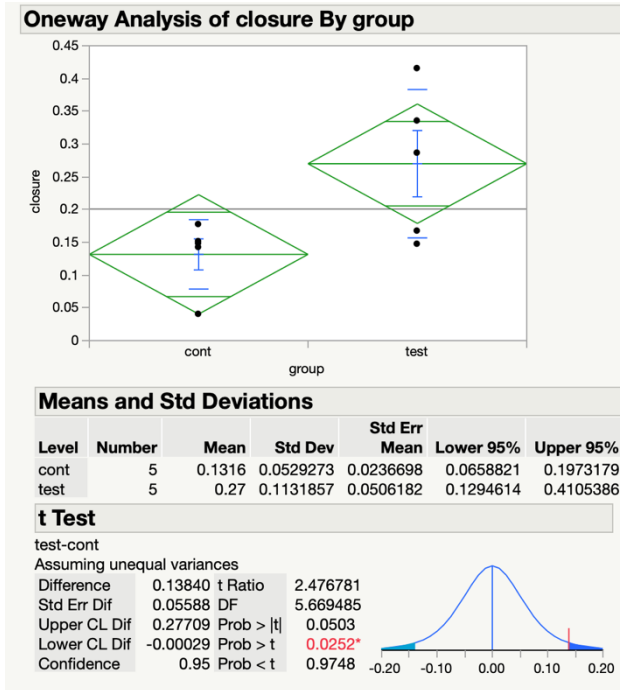 Oneway Analysis of closure By group
0.45
0.4
0.35
0.3
0.25
0.2
0.15
0.1
0.05
0
closure
cont test
group
Means and Std Deviations
Std Err
Level Number Mean Std Dev Mean Lower 95% Upper 95%
cont 5 0.1316 0.0529273 0.0236698 0.0658821 0.1973179
test 5 0.27 0.1131857 0.0506182 0.1294614 0.4105386
t Test
test-cont
Assuming unequal variances
Difference 0.13840 t Ratio 2.476781
Std Err Dif 0.05588 DF 5.669485
Upper CL Dif 0.27709 Prob > |t| 0.0503
Lower CL Dif -0.00029 Prob > t 0.0252*
Confidence 0.95 Prob < t 0.9748
-0.20 -0.10 0.00 0.10 0.20